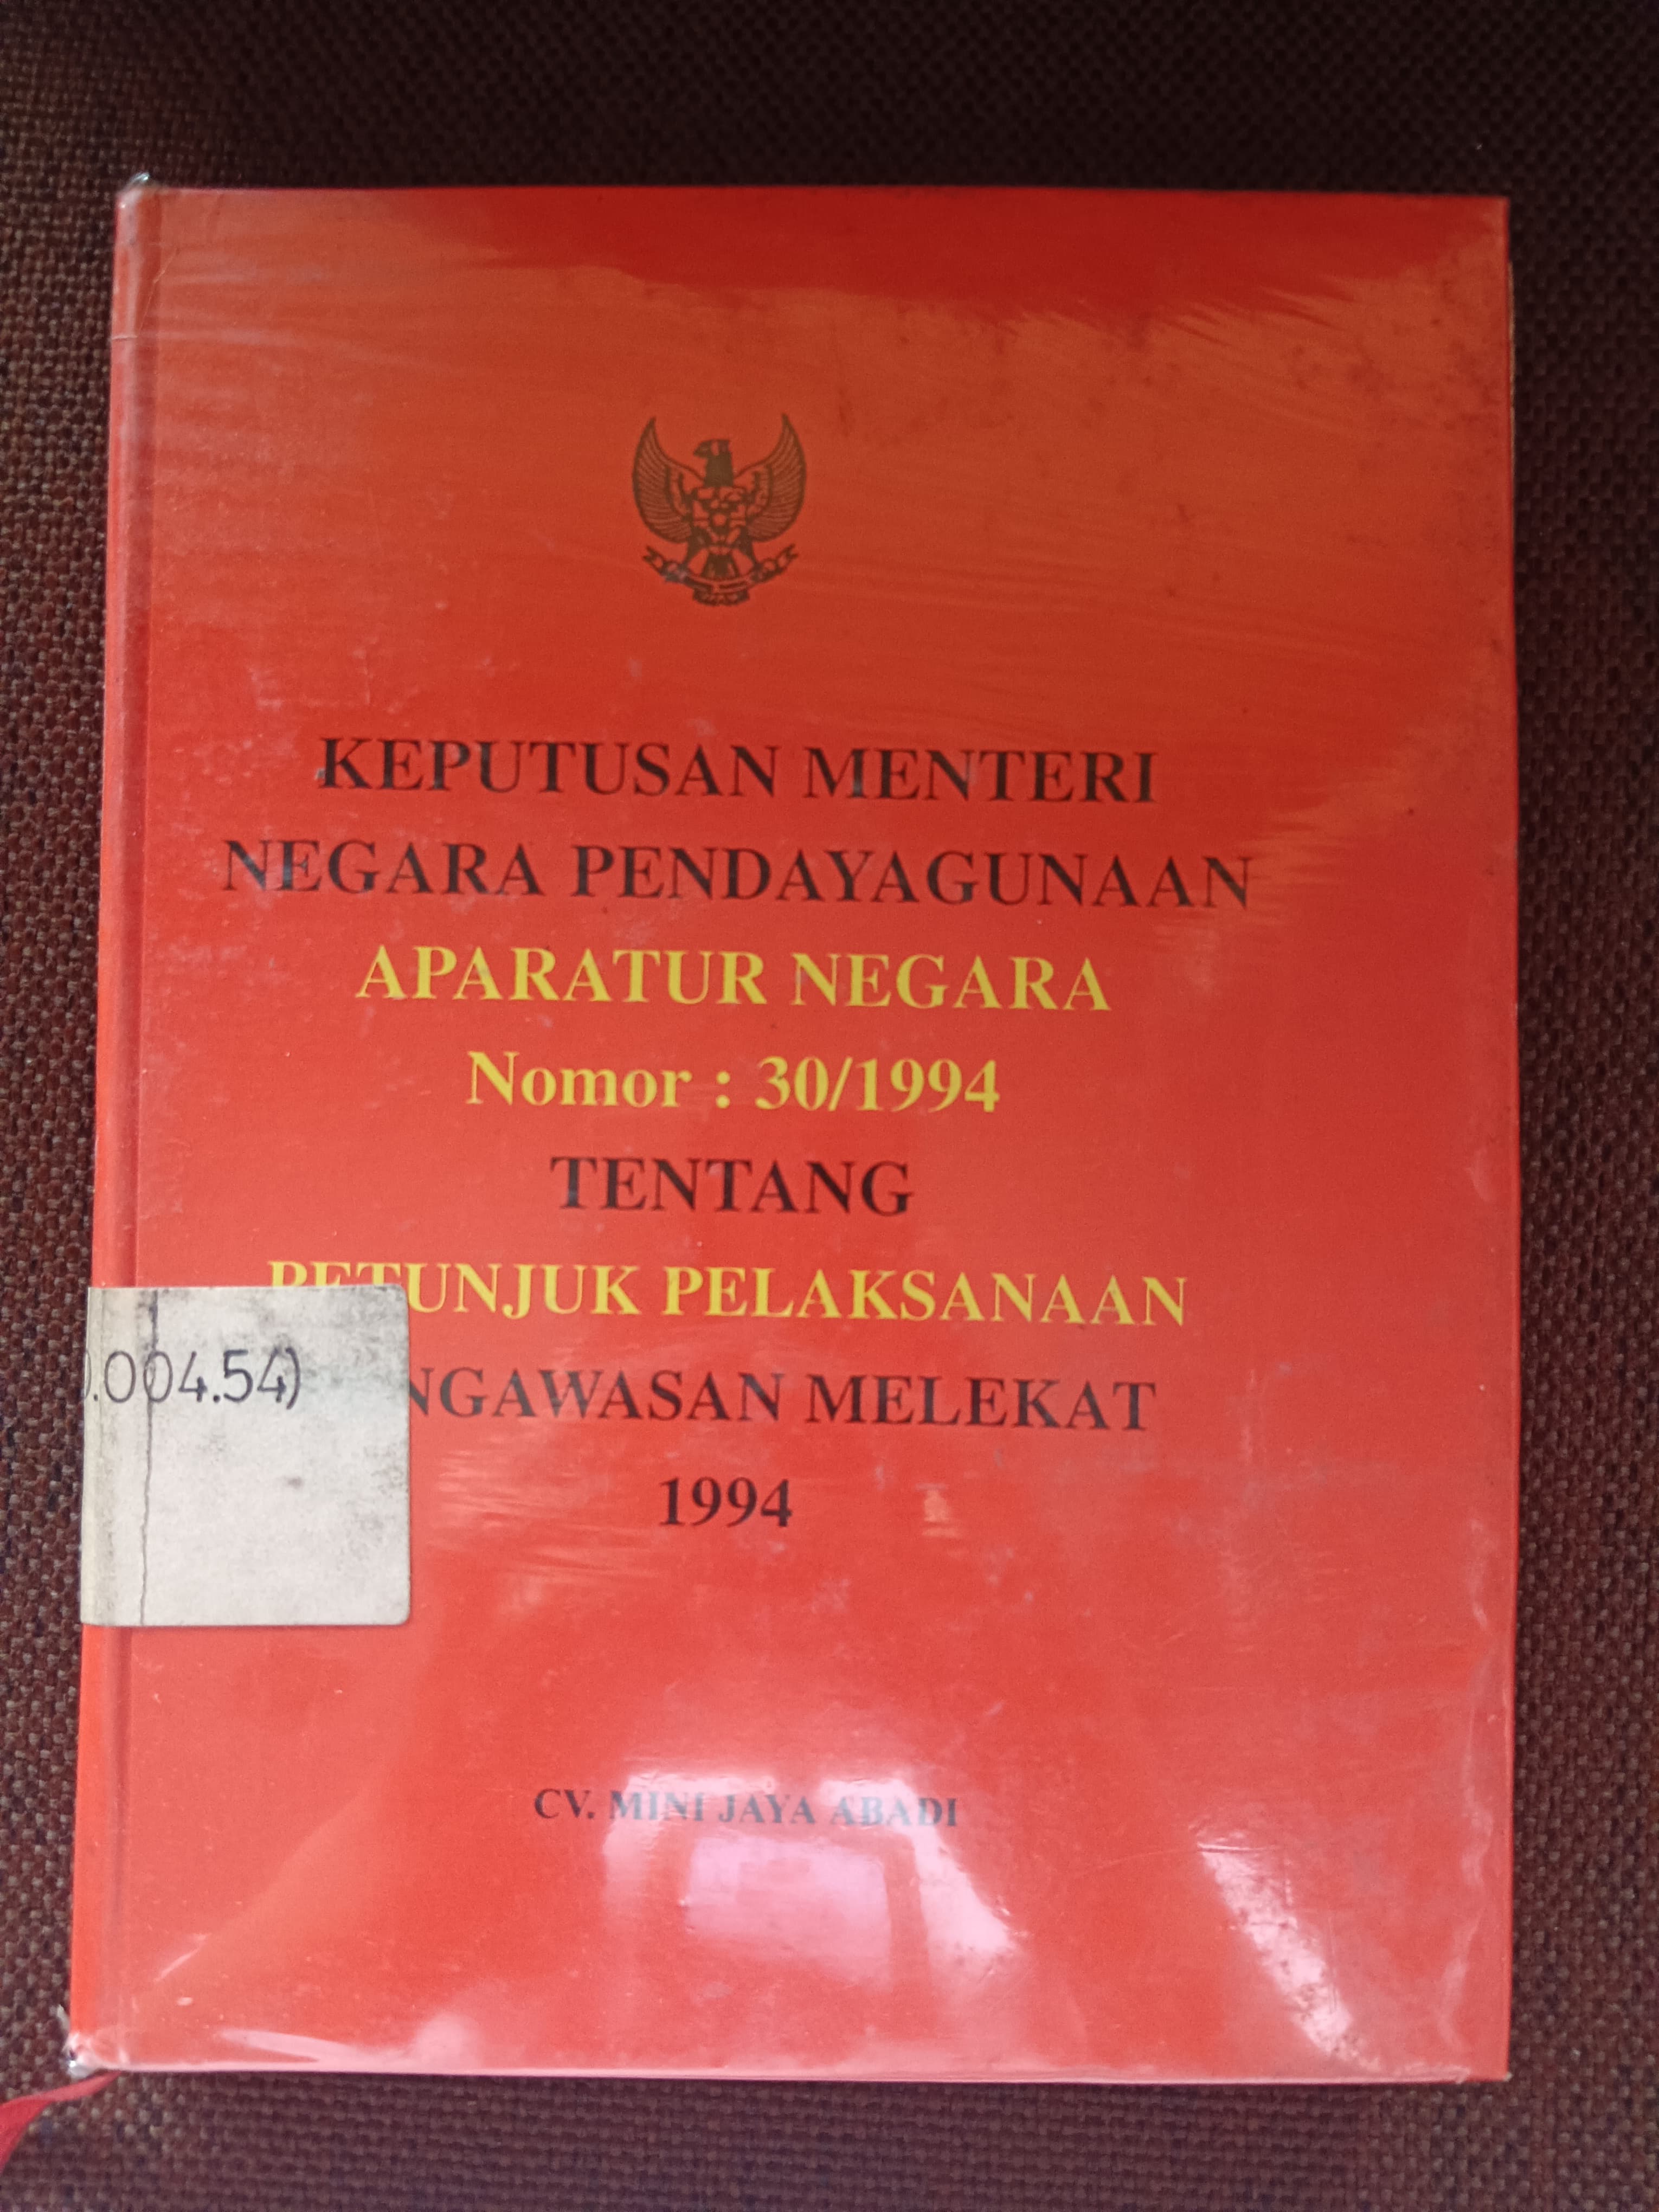 KEPUTUSAN MENTERI
NEGARA PENDAYAGUNAAN
APARATUR NEGARA
Nomor : 30/1994
TENTANG
PETUNJUK PELAKSANAAN
NGAWASAN MELEKAT
.004.54)
1994
CV. MINI JAYA ABADI